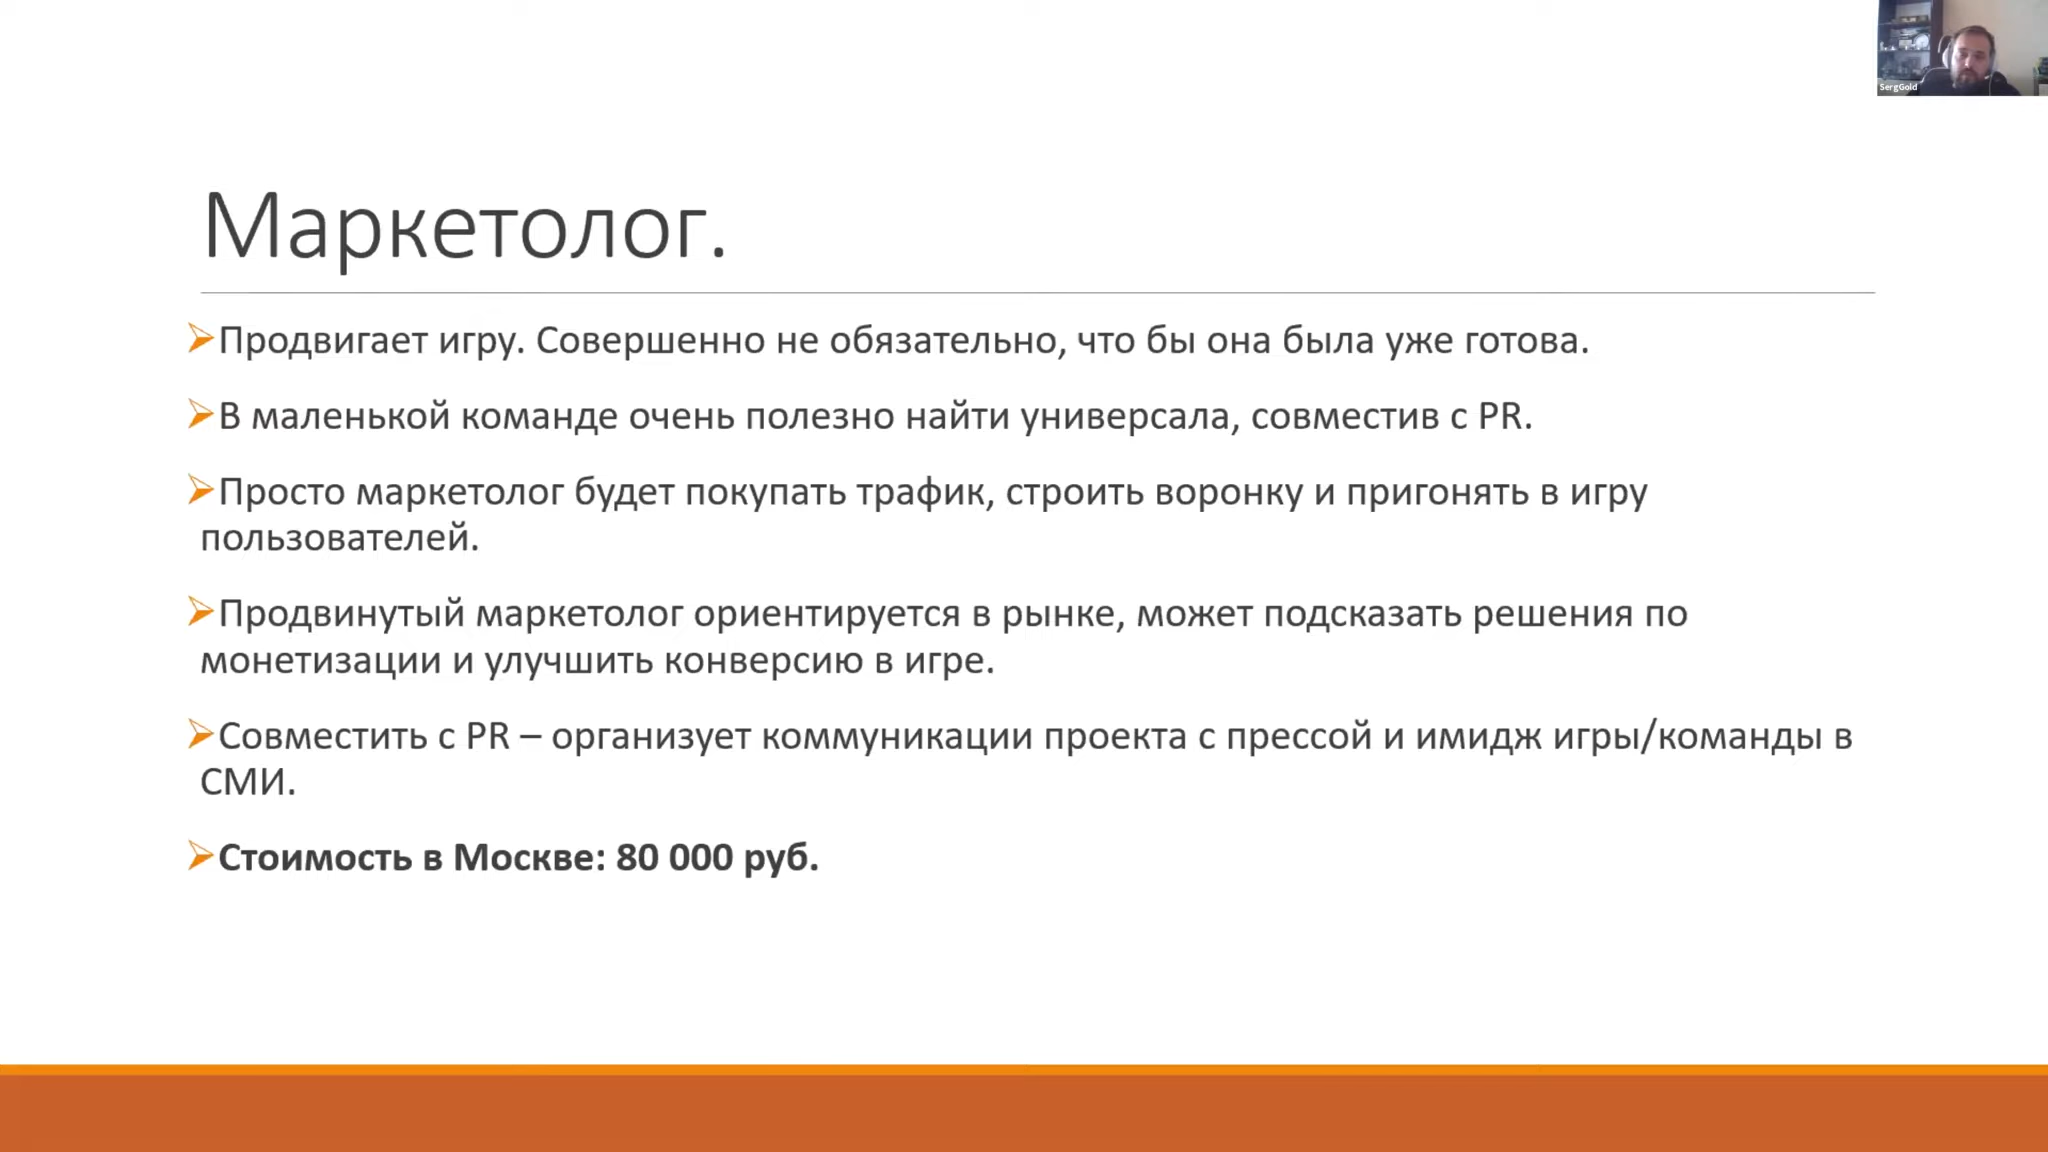 SergGold
Маркетолог.
Продвигает игру. Совершенно не обязательно, что бы она была уже готова.
В маленькой команде очень полезно найти универсала, совместив с PR.
Просто маркетолог будет покупать трафик, строить воронку и пригонять в игру
пользователей.
Продвинутый маркетолог ориентируется в рынке, может подсказать решения по
монетизации и улучшить конверсию в игре.
Совместить с PR – организует коммуникации проекта с прессой и имидж игры/команды в
СМИ.
Стоимость в Москве: 80 000 руб.